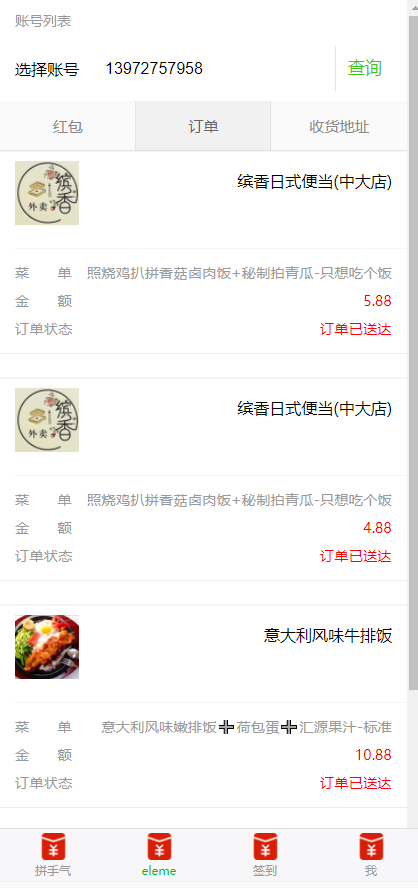 账号列表
选择账号 13972757958 查询
红包 订单 收货地址
缤香
外卖
缤香日式便当(中大店)
菜 单 照烧鸡扒拼香菇卤肉饭+秘制拍青瓜-只想吃个饭
金 额 5.88
订单状态 订单已送达
缤香
外卖
缤香日式便当(中大店)
菜 单 照烧鸡扒拼香菇卤肉饭+秘制拍青瓜-只想吃个饭
金 额 4.88
订单状态 订单已送达
意大利风味牛排饭
菜 单 意大利风味嫩排饭➕荷包蛋➕汇源果汁-标准
金 额 10.88
订单状态 订单已送达
¥ ¥ ¥ ¥
拼手气 eleme 签到 我